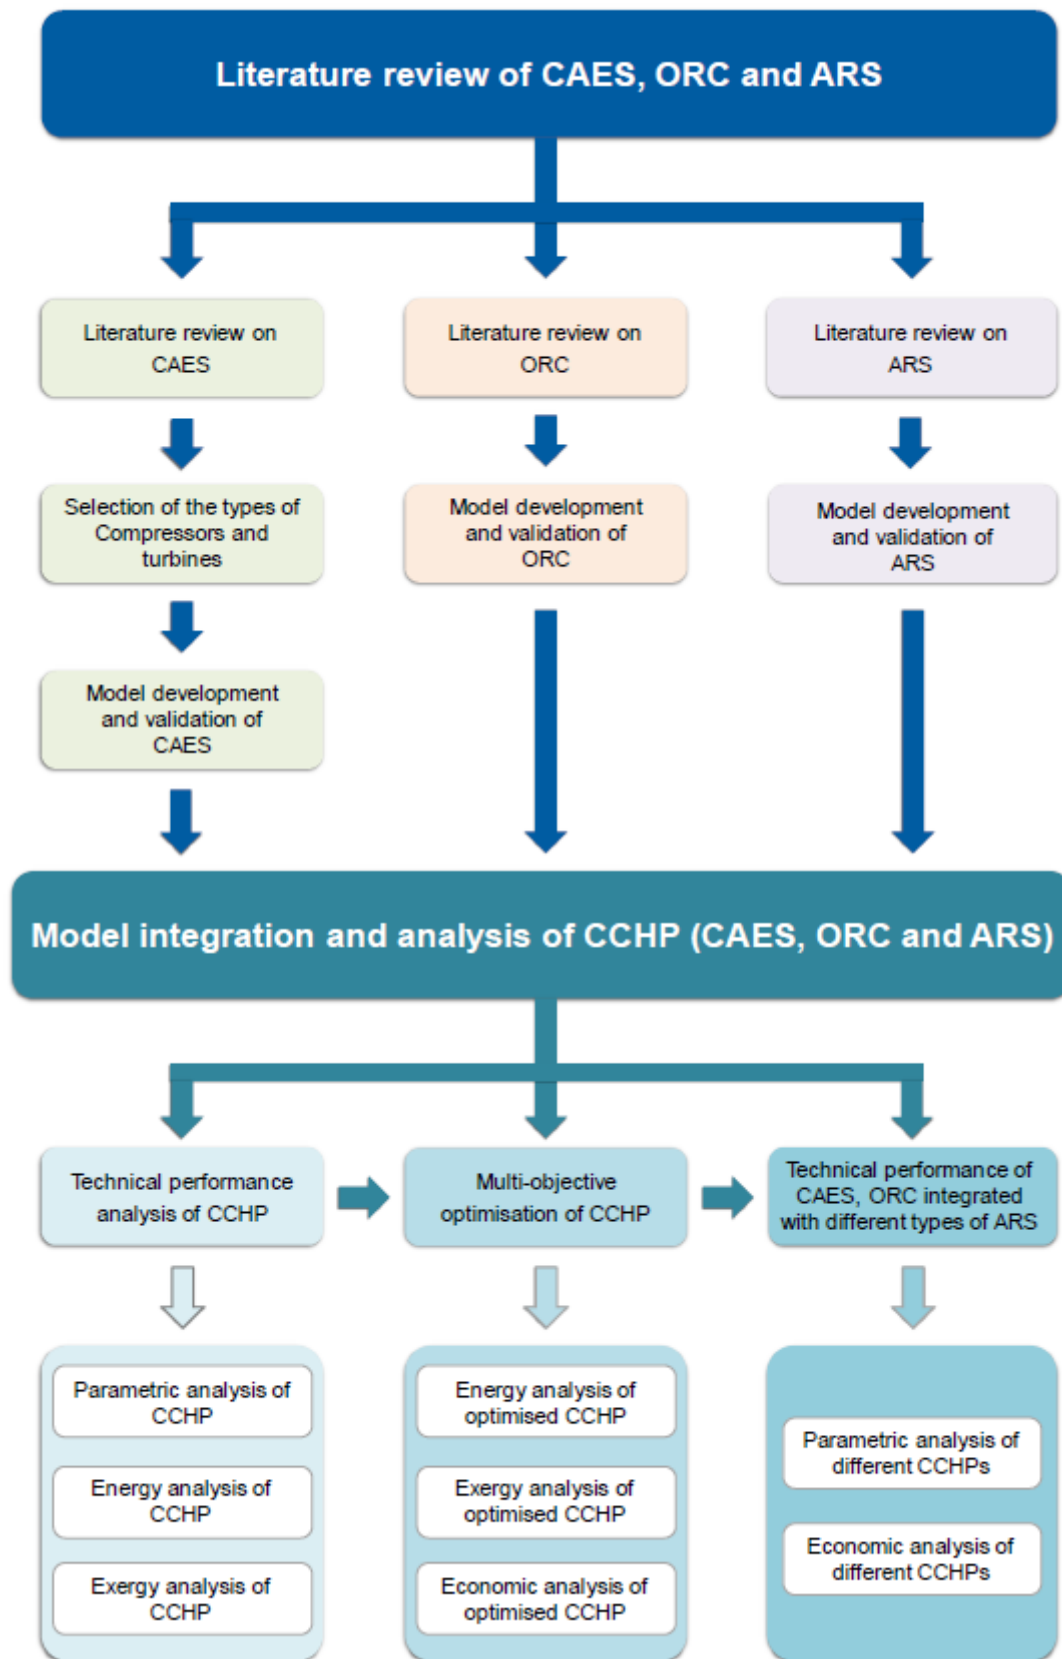 Literature review of CAES, ORC and ARS
Literature review on
CAES
Literature review on
ORC
Literature review on
ARS
Selection of the types of
Compressors and
turbines
Model development
and validation of
ORC
Model development
and validation of
ARS
Model development
and validation of
CAES
Model integration and analysis of CCHP (CAES, ORC and ARS)
Technical performance
analysis of CCHP
Multi-objective
optimisation of CCHP
Technical performance of
CAES, ORC integrated
with different types of ARS
Parametric analysis of
CCHP
Energy analysis of
CCHP
Exergy analysis of
CCHP
Energy analysis of
optimised CCHP
Exergy analysis of
optimised CCHP
Economic analysis of
optimised CCHP
Parametric analysis of
different CCHPs
Economic analysis of
different CCHPs